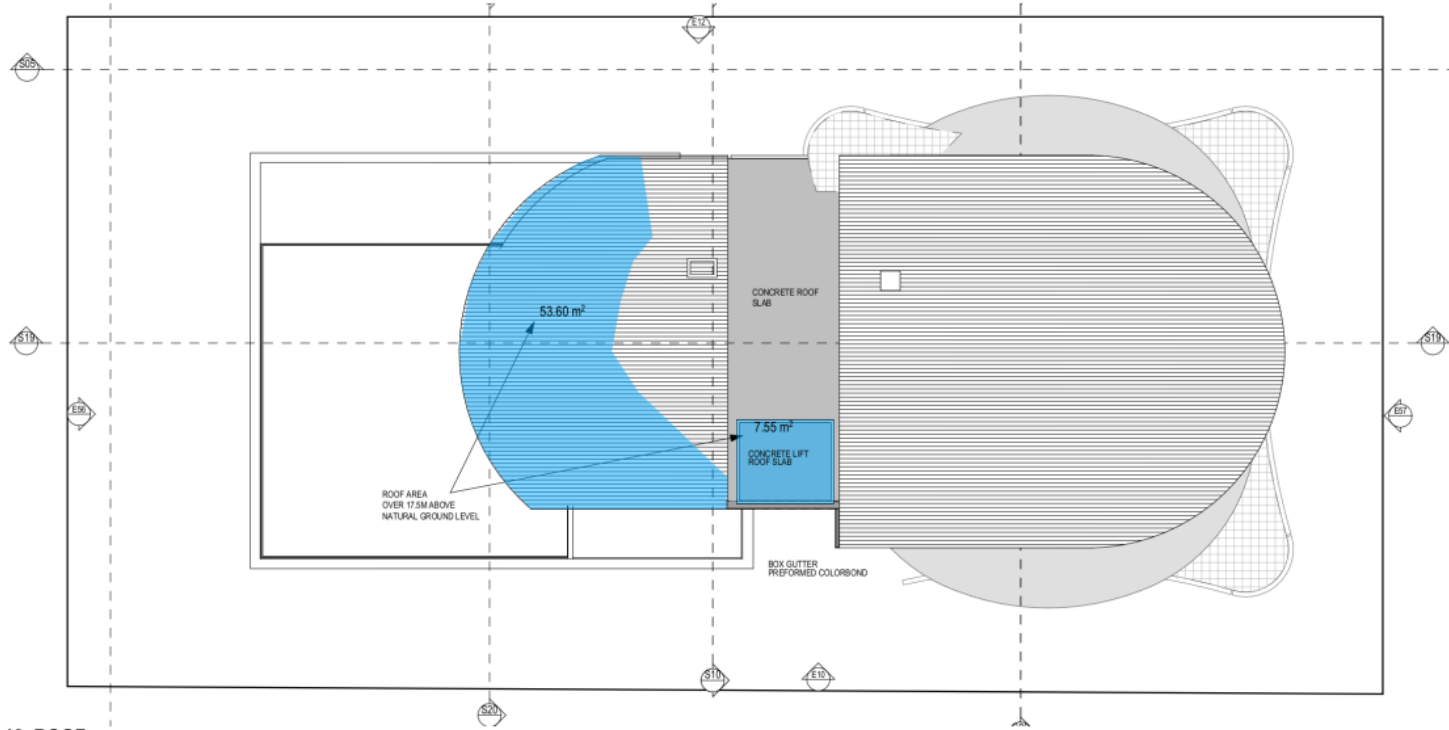 E12
S05
CONCRETE ROOF
SLAB
53.60 m²
S19
S19
E56
E57
7.55 m²
CONCRETE LIFT
ROOF SLAB
ROOF AREA
OVER 17.5M ABOVE
NATURAL GROUND LEVEL
BOX GUTTER
PREFORMED COLORBOND
S10
E10
S20